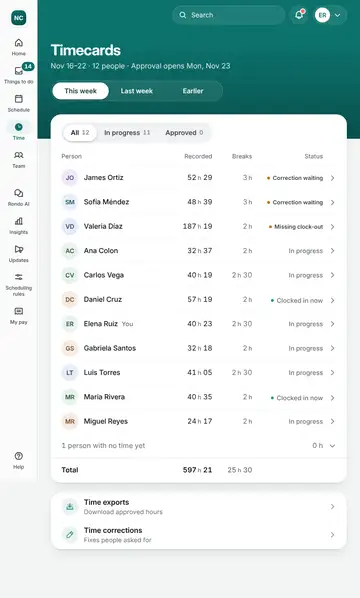 NC
Search
ER
Home
14
Things to do
Schedule
Time
Team
Rondo AI
Insights
Updates
Scheduling rules
My pay
Help
Timecards
Nov 16–22 · 12 people · Approval opens Mon, Nov 23
This week Last week Earlier
All 12 In progress 11 Approved 0
Person Recorded Breaks Status
JO James Ortiz 52 h 29 3 h Correction waiting
SM Sofía Méndez 48 h 39 3 h Correction waiting
VD Valeria Díaz 187 h 19 2 h Missing clock-out
AC Ana Colon 32 h 37 2 h In progress
CV Carlos Vega 40 h 19 2 h 30 In progress
DC Daniel Cruz 57 h 19 2 h Clocked in now
ER Elena Ruiz You 40 h 23 2 h 30 In progress
GS Gabriela Santos 32 h 18 2 h In progress
LT Luis Torres 41 h 05 2 h 30 In progress
MR Maria Rivera 40 h 35 2 h Clocked in now
MR Miguel Reyes 24 h 17 2 h In progress
1 person with no time yet 0 h
Total 597 h 21 25 h 30
Time exports
Download approved hours
Time corrections
Fixes people asked for